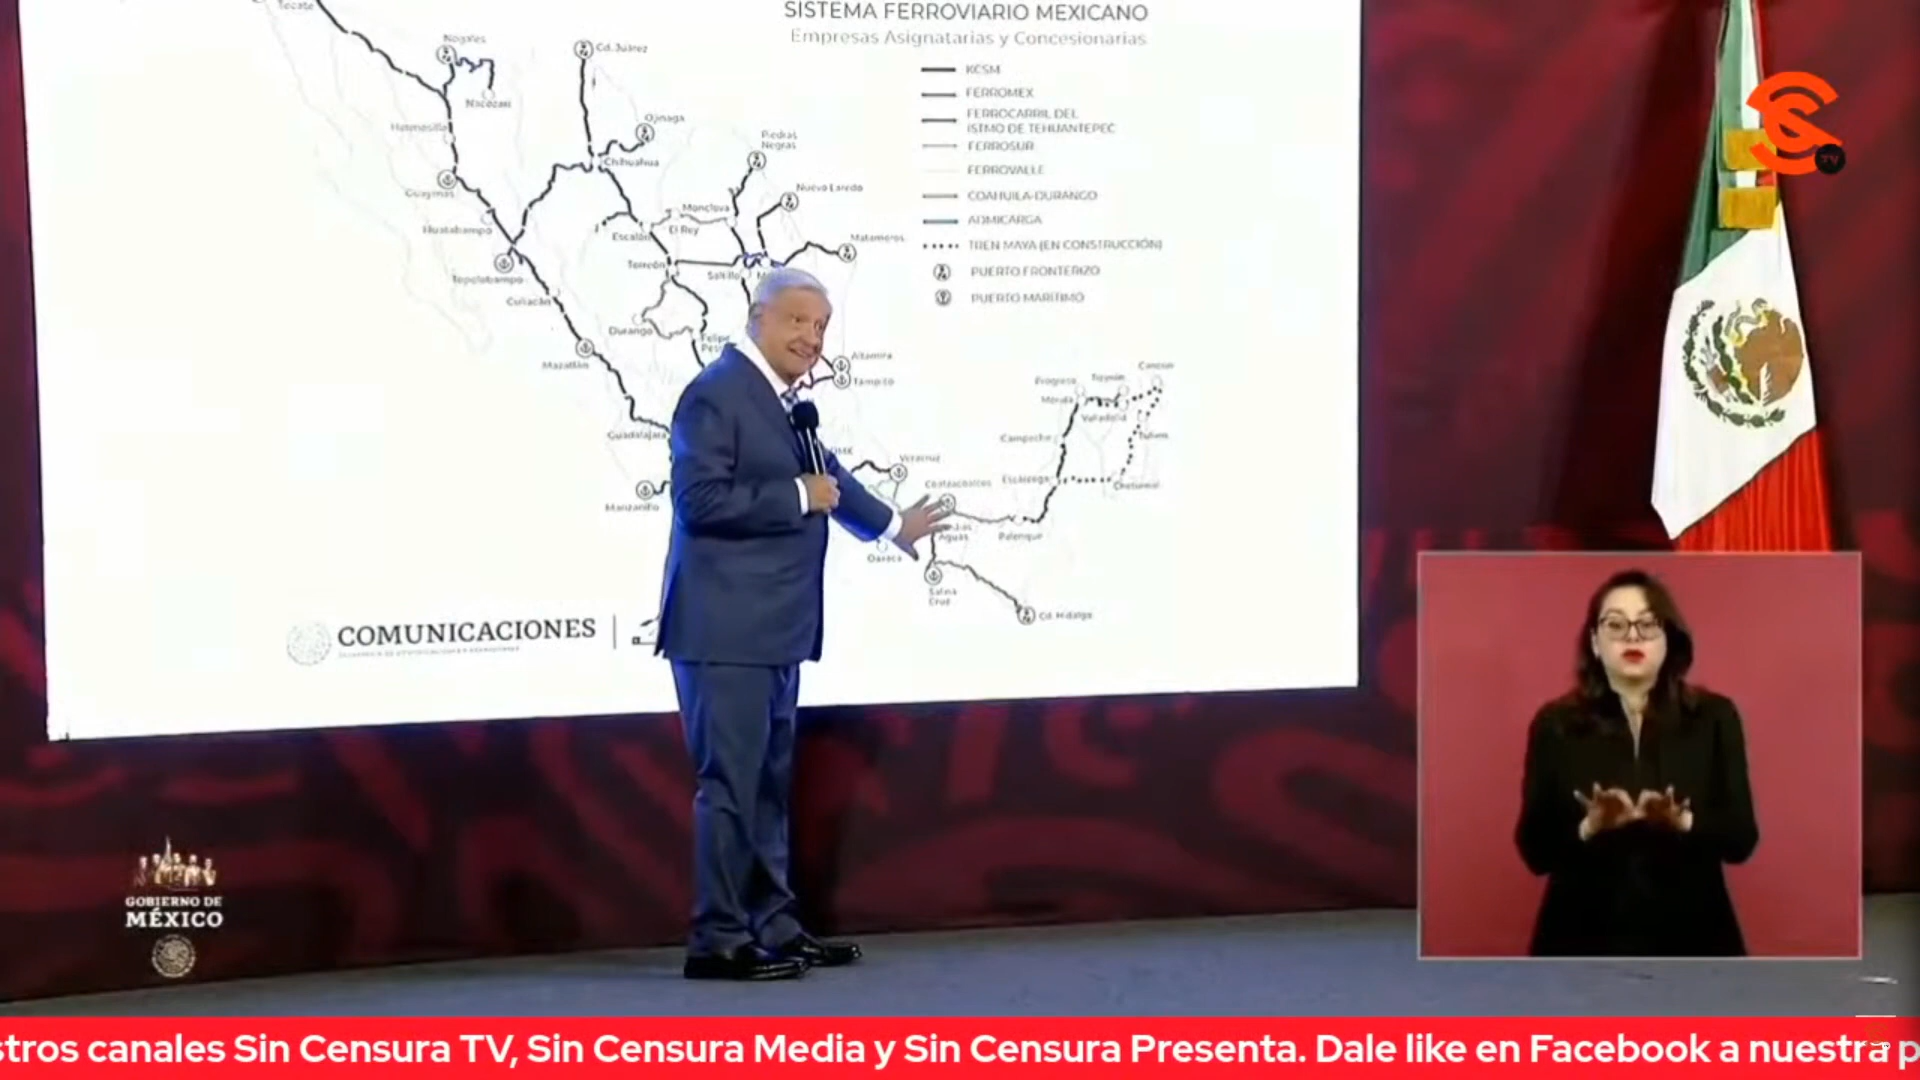 Tecate
SISTEMA FERROVIARIO MEXICANO
Empresas Asignatarias y Concesionarias
Nogales
Cd. Juárez
KCSM
FERROMEX
Nacozari
FERROCARRIL DEL
ISTMO DE TEHUANTEPEC
Ojinaga
Hermosillo
Piedras
Negras
FERROSUR
Chihuahua
FERROVALLE
Guaymas
Nuevo Laredo
COAHUILA-DURANGO
Monclova
ADMICARGA
Huatabampo
El Rey
Escalón
Matamoros
TREN MAYA (EN CONSTRUCCIÓN)
Torreón
PUERTO FRONTERIZO
Topolobampo
Saltillo
Culiacán
PUERTO MARÍTIMO
Durango
Felipe
Altamira
Mazatlán
Tampico
Cancún
Progreso
Mérida
Valladolid
Guadalajara
Campeche
Tulum
Veracruz
Coatzacoalcos
Escárcega
Chetumal
Manzanillo
Aguas
Palenque
Oaxaca
Salina
Cruz
Cd. Hidalgo
COMUNICACIONES
TV
GOBIERNO DE
MÉXICO
stros canales Sin Censura TV, Sin Censura Media y Sin Censura Presenta. Dale like en Facebook a nuestra p